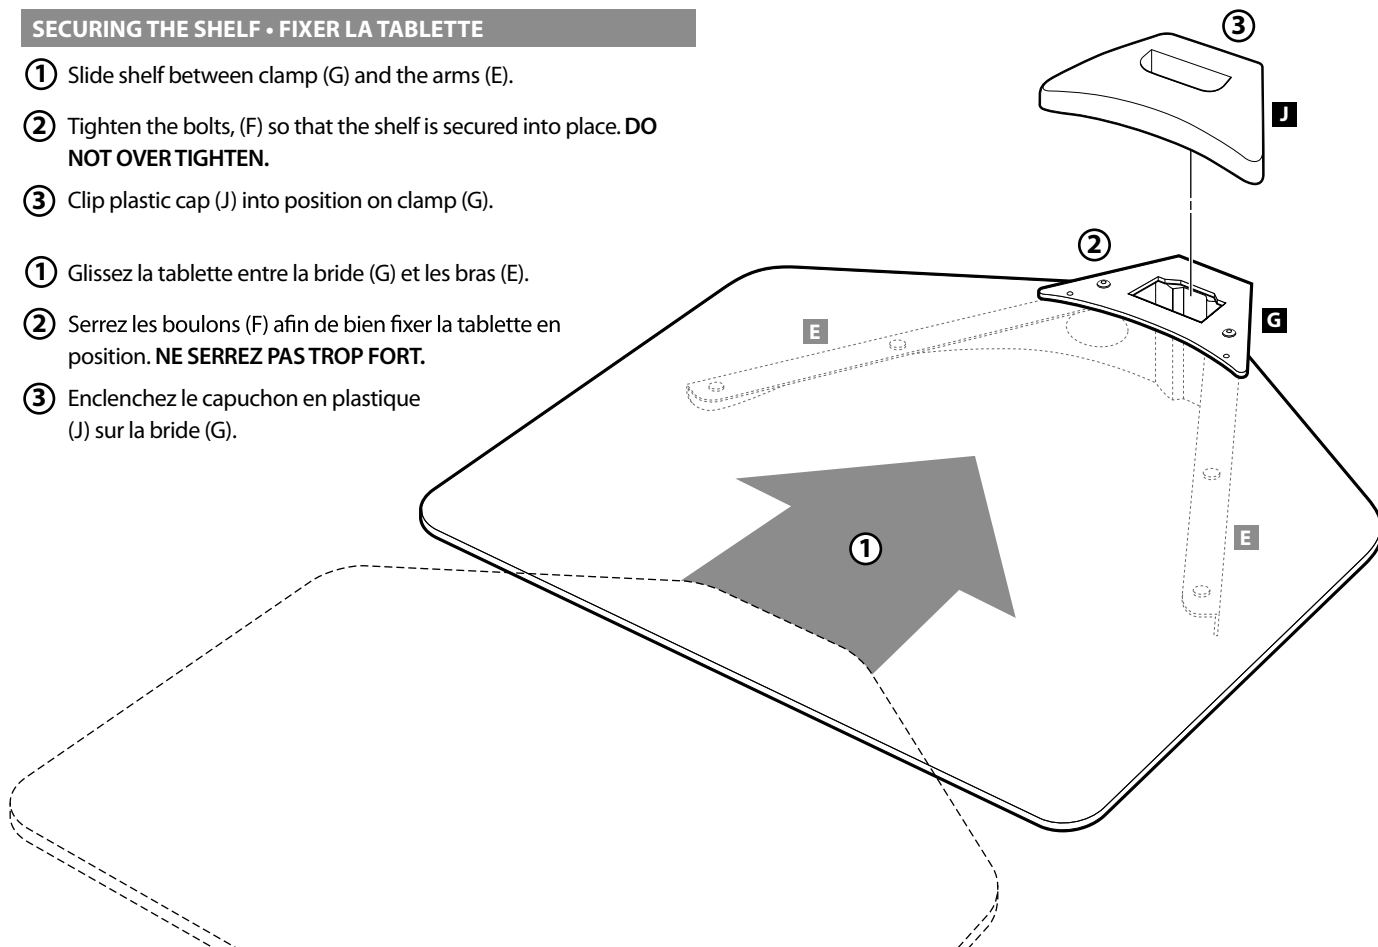 SECURING THE SHELF • FIXER LA TABLETTE
1 Slide shelf between clamp (G) and the arms (E).
2 Tighten the bolts, (F) so that the shelf is secured into place. DO
NOT OVER TIGHTEN.
3 Clip plastic cap (J) into position on clamp (G).
1 Glissez la tablette entre la bride (G) et les bras (E).
2 Serrez les boulons (F) afin de bien fixer la tablette en
position. NE SERREZ PAS TROP FORT.
3 Enclenchez le capuchon en plastique
(J) sur la bride (G).
3
J
2
G
E
E
1